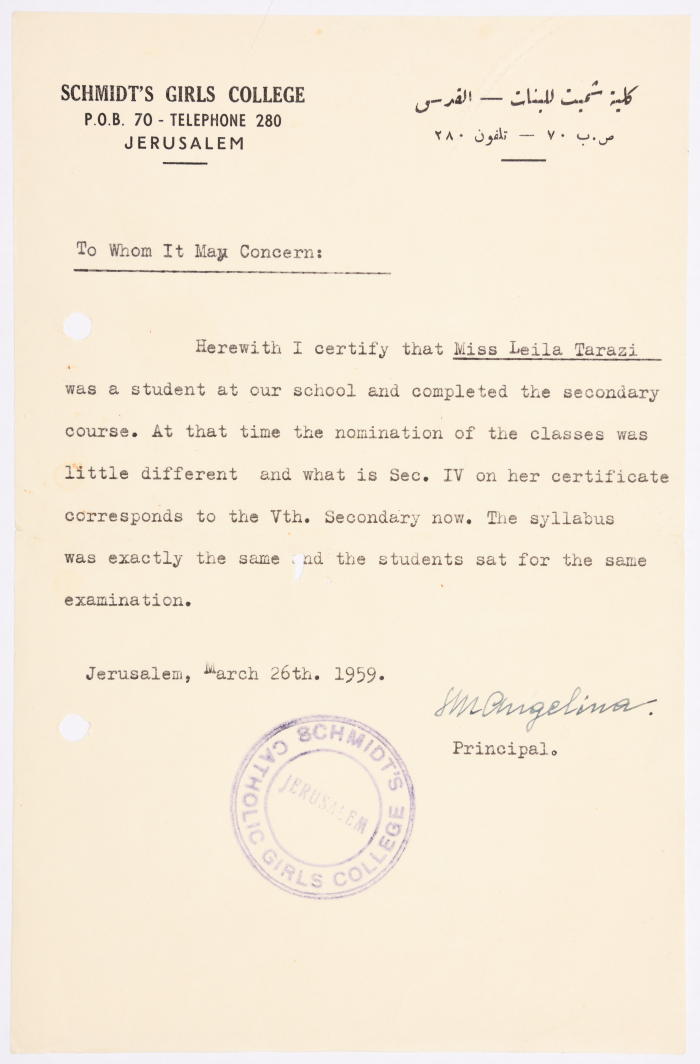 SCHMIDT'S GIRLS COLLEGE
P.O.B. 70 - TELEPHONE 280
JERUSALEM
كلية شميت للبنات — القدس
ص.ب ٧٠ — تلفون ٢٨٠
To Whom It May Concern:
Herewith I certify that Miss Leila Tarazi
was a student at our school and completed the secondary
course. At that time the nomination of the classes was
little different and what is Sec. IV on her certificate
corresponds to the Vth. Secondary now. The syllabus
was exactly the same and the students sat for the same
examination.
Jerusalem, March 26th. 1959.
SM Angelina.
Principal.
SCHMIDT'S CATHOLIC GIRLS COLLEGE
JERUSALEM